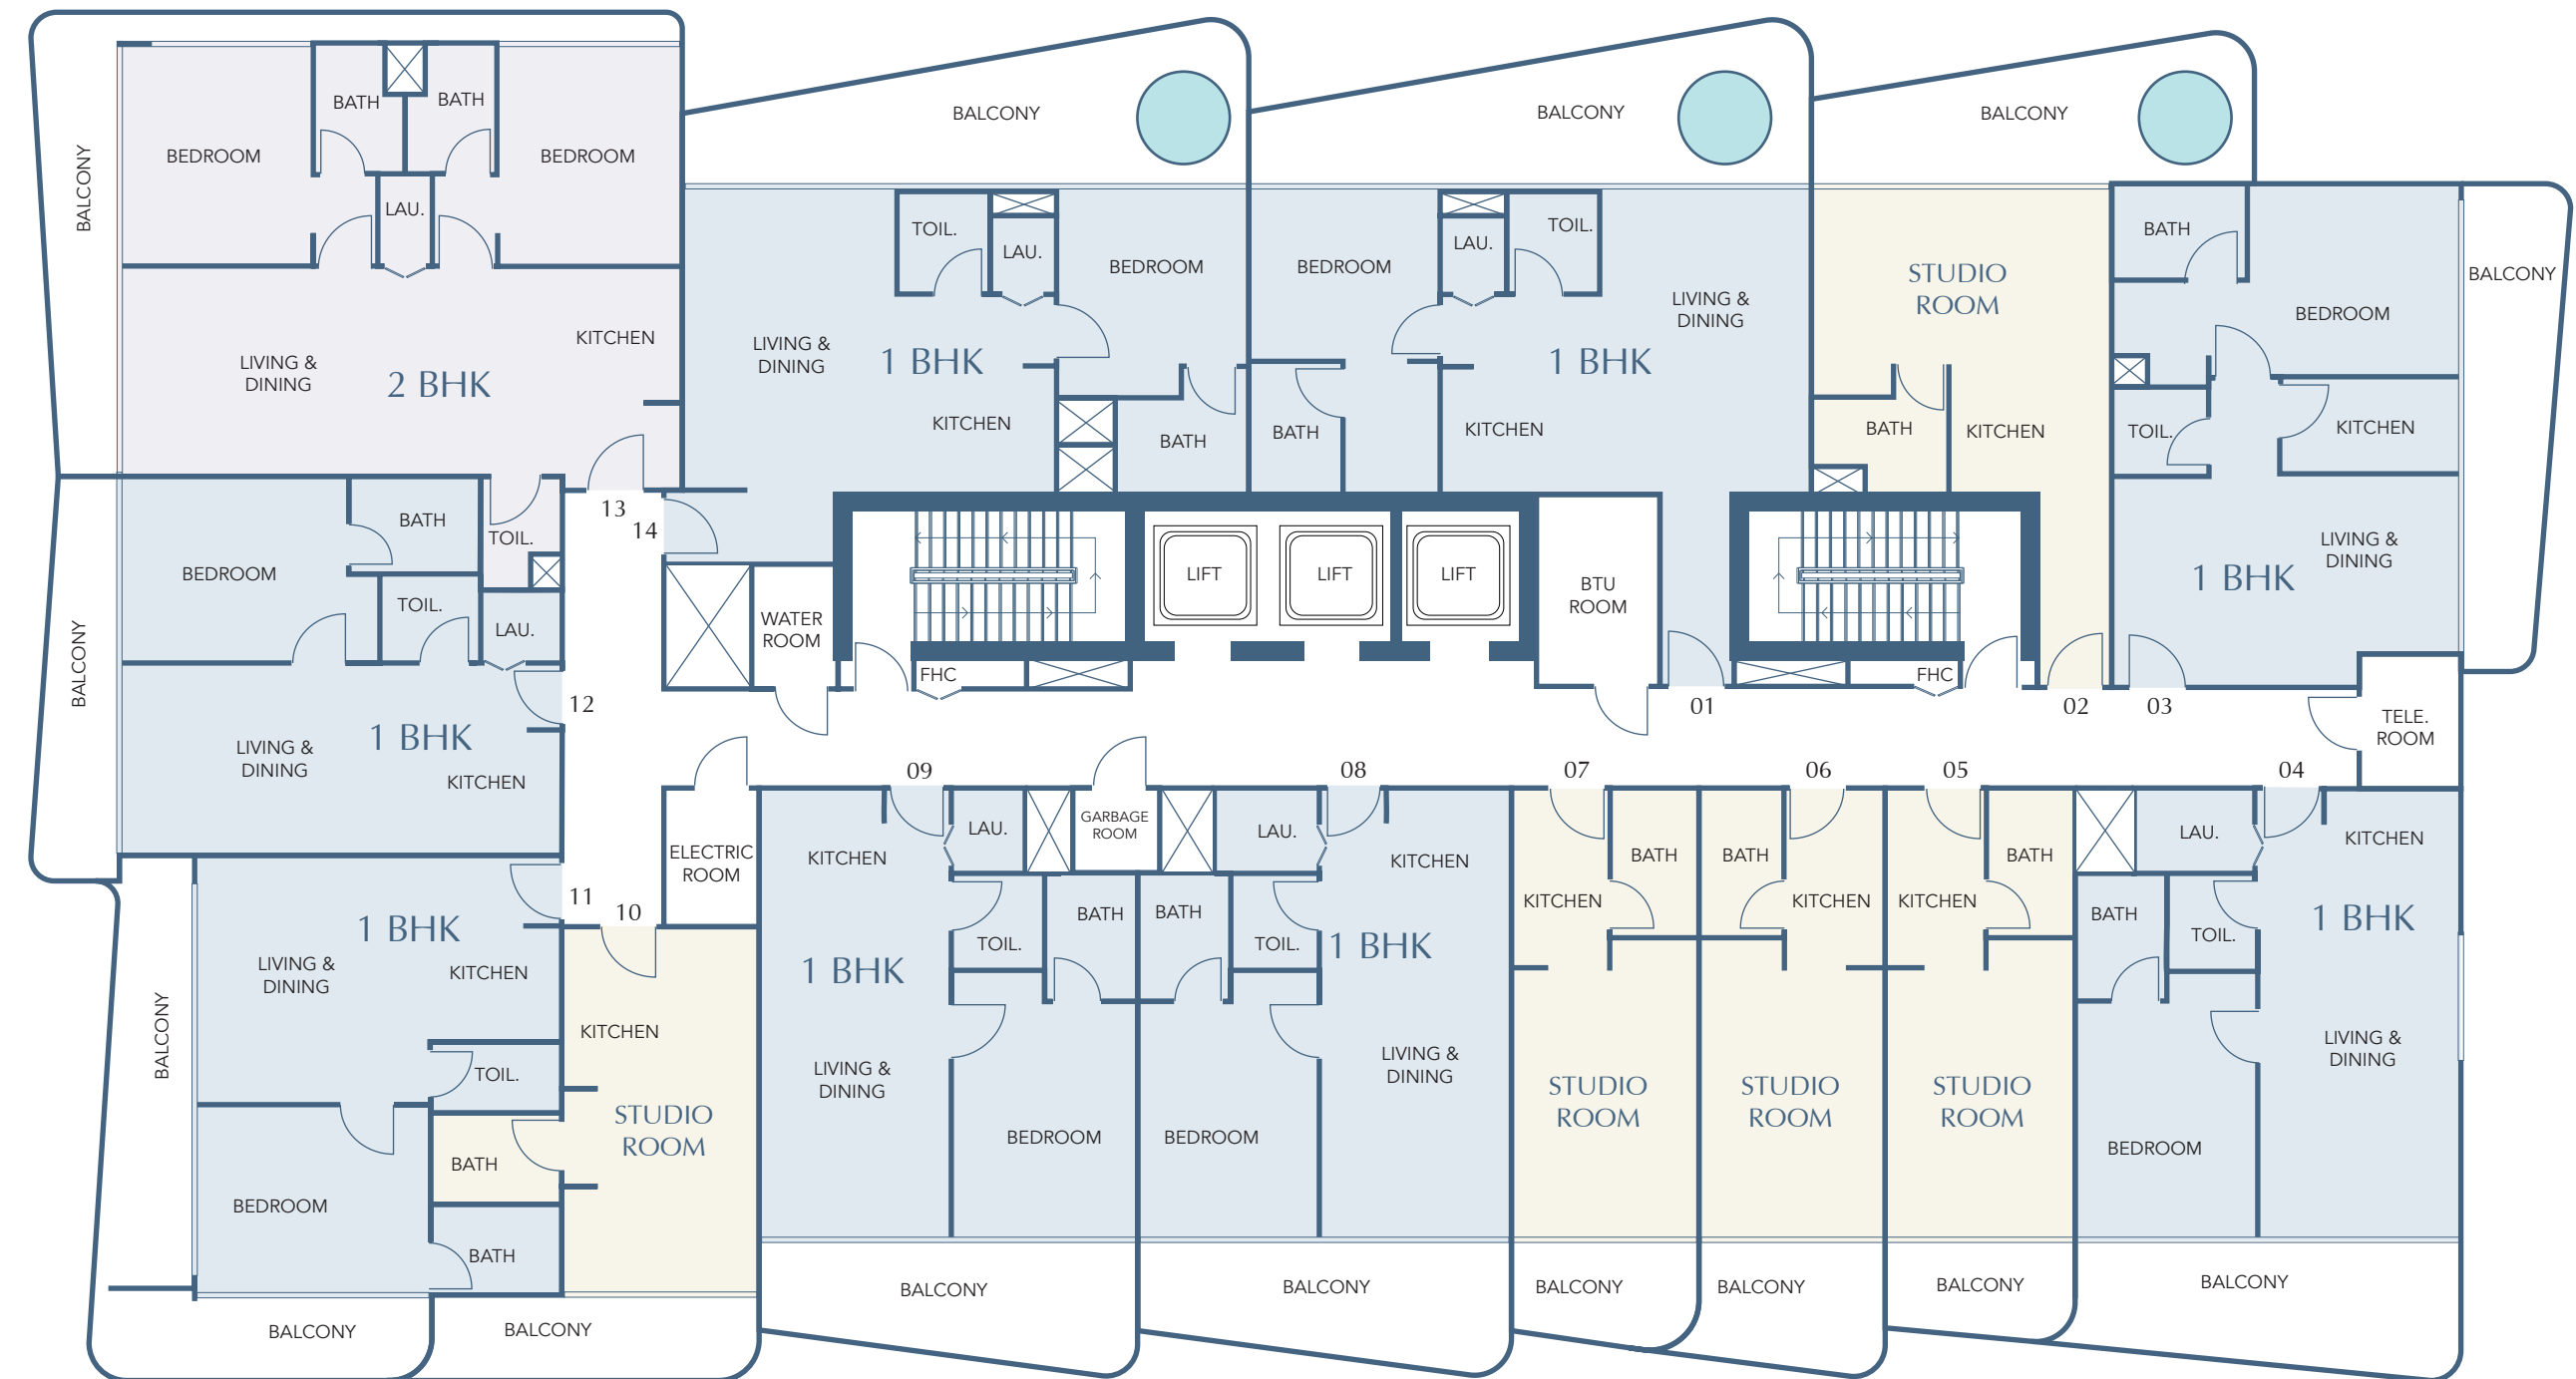 BATH
BATH
BEDROOM
BEDROOM
BALCONY
LAU.
KITCHEN
LIVING &
DINING
2 BHK
13
TOIL.
BALCONY
BALCONY
BALCONY
TOIL.
LAU.
BEDROOM
LIVING &
DINING
1 BHK
KITCHEN
BATH
14
BEDROOM
LAU.
TOIL.
LIVING &
DINING
1 BHK
BATH
KITCHEN
STUDIO
ROOM
BATH
KITCHEN
BATH
BEDROOM
BALCONY
TOIL.
KITCHEN
LIVING &
DINING
1 BHK
BATH
BEDROOM
TOIL.
LAU.
BALCONY
12
1 BHK
LIVING &
DINING
KITCHEN
WATER
ROOM
FHC
LIFT
LIFT
LIFT
BTU
ROOM
FHC
01
02
03
TELE.
ROOM
11
10
ELECTRIC
ROOM
09
08
07
06
05
04
1 BHK
LIVING &
DINING
KITCHEN
BALCONY
TOIL.
BATH
BEDROOM
BATH
BALCONY
KITCHEN
STUDIO
ROOM
BALCONY
KITCHEN
LAU.
GARBAGE
ROOM
LAU.
KITCHEN
TOIL.
BATH
BATH
TOIL.
1 BHK
1 BHK
LIVING &
DINING
LIVING &
DINING
BEDROOM
BEDROOM
BALCONY
BALCONY
BATH
KITCHEN
STUDIO
ROOM
BALCONY
BATH
KITCHEN
STUDIO
ROOM
BALCONY
BATH
KITCHEN
STUDIO
ROOM
BALCONY
LAU.
KITCHEN
BATH
TOIL.
1 BHK
LIVING &
DINING
BEDROOM
BALCONY